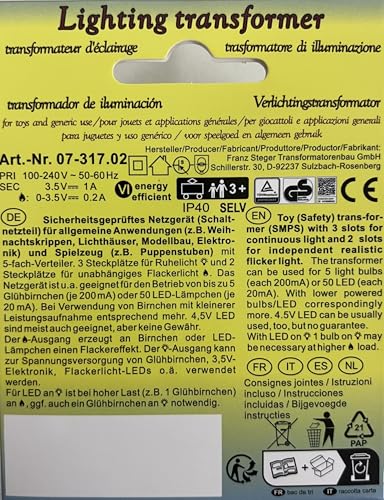 Lighting transformer
transformateur d'éclairage
trasformatore di illuminazione
transformador de iluminación
Verlichtingstransformator
for toys and generic use/pour jouets et applications générales/per giocattoli e applicazioni generali
para juguetes y uso genérico / voor speelgoed en algemeen gebruik
Hersteller/Producer/Fabricant/Produttore/Productor/Fabrikant:
Franz Steger Transformatorenbau GmbH
Schillerstr. 30, D-92237 Sulzbach-Rosenberg
Art.-Nr. 07-317.02
PRI 100-240V ~ 50-60Hz
SEC 3.5V⎓ 1A
0-3.5V⎓ 0.2A
VI energy
efficient
3+
IP40 SELV
DE
Sicherheitsgeprüftes Netzgerät (Schalt-
netzteil) für allgemeine Anwendungen (z.B. Weih-
nachtskrippen, Lichthäuser, Modellbau, Elektro-
nik) und Spielzeug (z.B. Puppenstuben) mit
5-fach-Verteiler. 3 Steckplätze für Ruhelicht und 2
Steckplätze für unabhängiges Flackerlicht. Das
Netzgerät ist u.a. geeignet für den Betrieb von bis zu 5
Glühbirnchen (je 200mA) oder 50 LED-Lämpchen (je
20 mA). Bei Verwendung von Birnchen mit kleinerer
Leistungsaufnahme entsprechend mehr. 4,5V LED
sind meist auch geeignet, aber keine Gewähr.
Der-Ausgang erzeugt an Birnchen oder LED-
Lämpchen einen Flackereffekt. Der-Ausgang kann
zur Spannungsversorgung von Glühbirnchen, 3,5V-
Elektronik, Flackerlicht-LEDs o.ä. verwendet
werden.
Für LED an ist bei hoher Last (z.B. 1 Glühbirnchen)
an, ggf. auch ein Glühbirnchen an notwendig.
EN
Toy (Safety) trans-for-
mer (SMPS) with 3 slots for
continuous light and 2 slots
for independent realistic
flicker light. The transformer
can be used for 5 light bulbs
(each 200mA) or 50 LED (each
20mA). With lower powered
bulbs/LED correspondingly
more. 4.5V LED can be usually
used, too, but no guarantee.
With LED on 1 bulb on may
be necessary at higher load.
FR IT ES NL
Consignes jointes / Istruzioni
incluso / Instrucciones
incluidas / Bijgevoegde
instructies
21
PAP
FR bac de tri IT raccolta carta